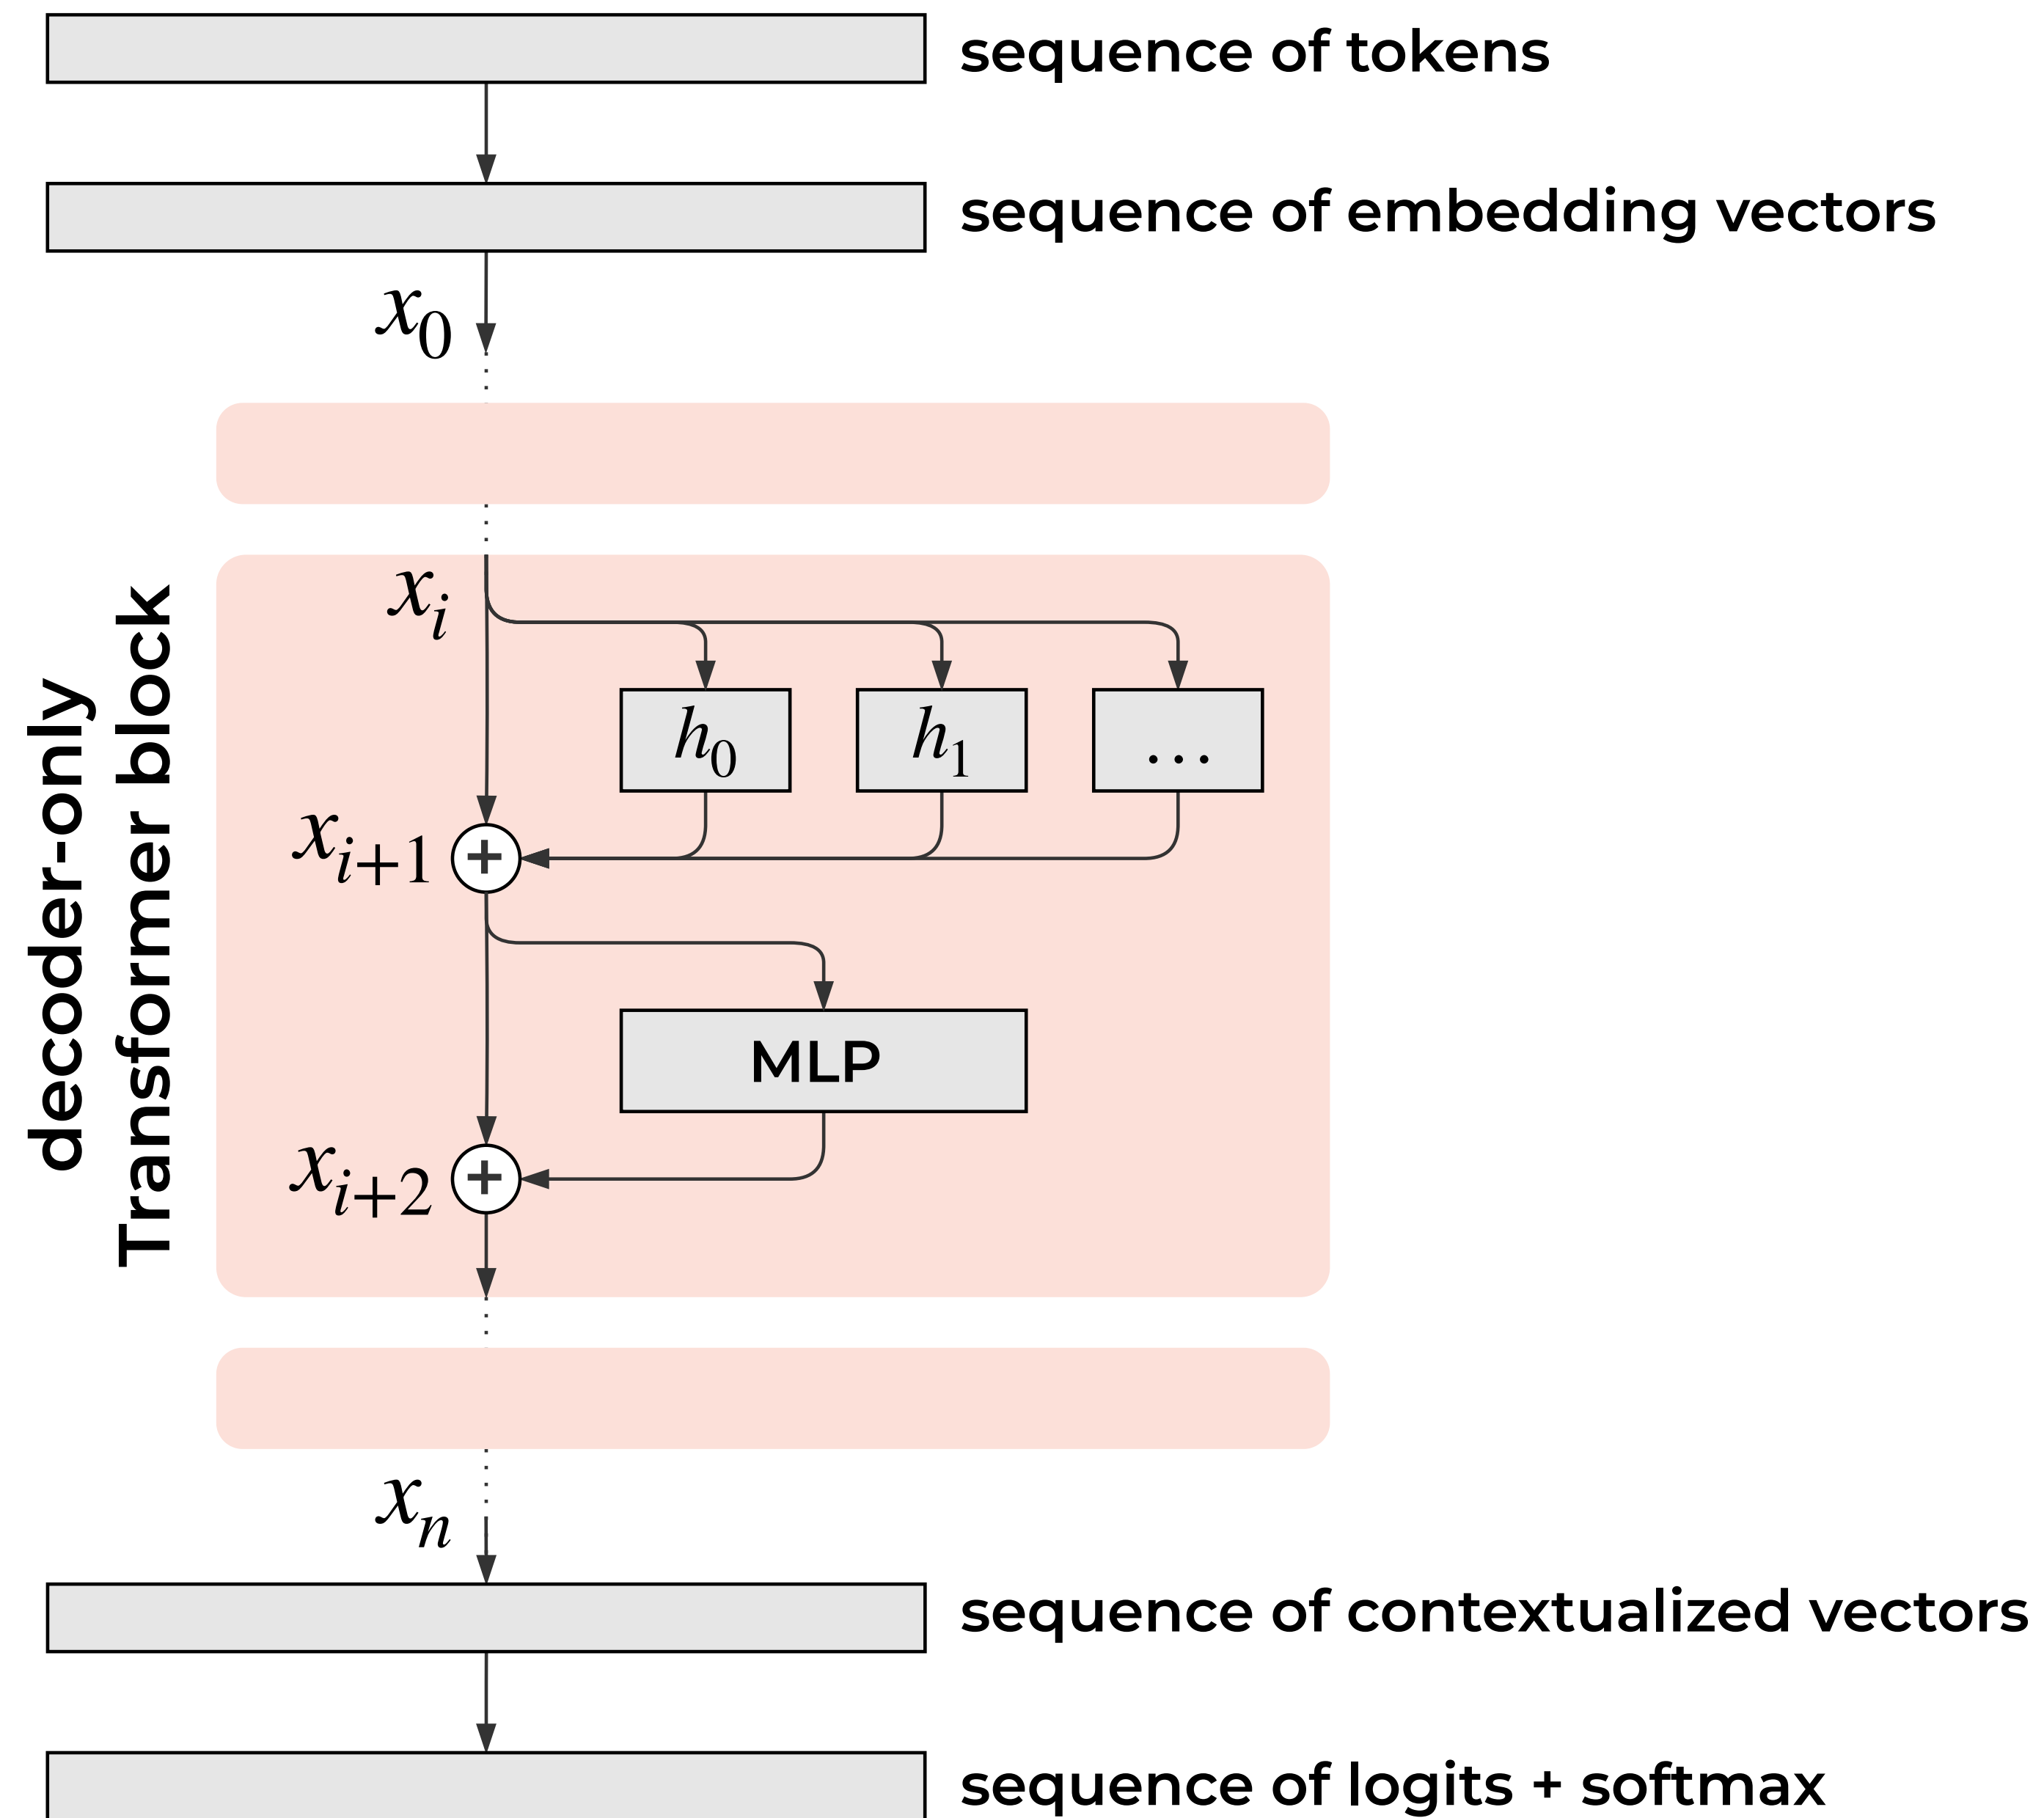 sequence of tokens
sequence of embedding vectors
x₀
decoder-only
Transformer block
xᵢ
h₀
h₁
...
xᵢ₊₁
+
MLP
xᵢ₊₂
+
xₙ
sequence of contextualized vectors
sequence of logits + softmax